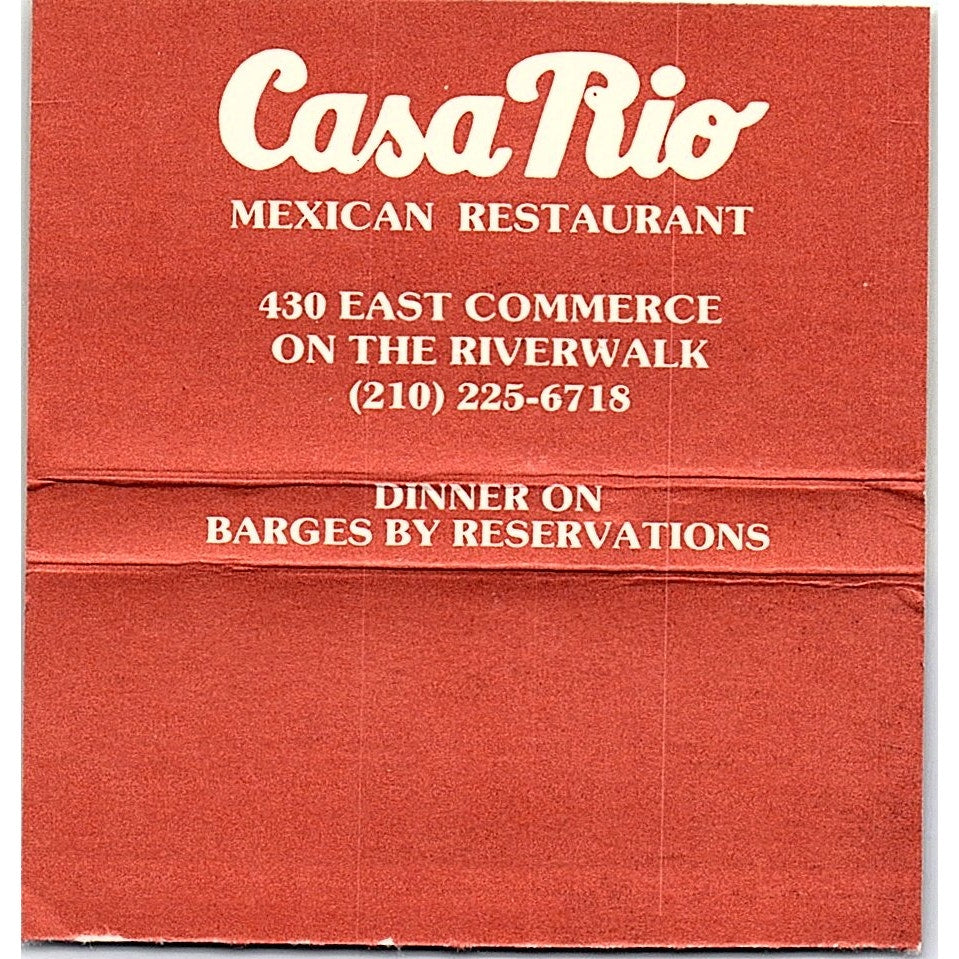 Casa Rio
MEXICAN RESTAURANT
430 EAST COMMERCE
ON THE RIVERWALK
(210) 225-6718
DINNER ON
BARGES BY RESERVATIONS